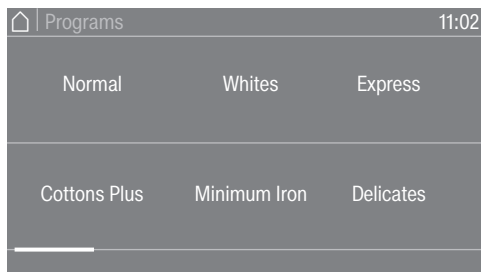 Programs 11:02
Normal Whites Express
Cottons Plus Minimum Iron Delicates